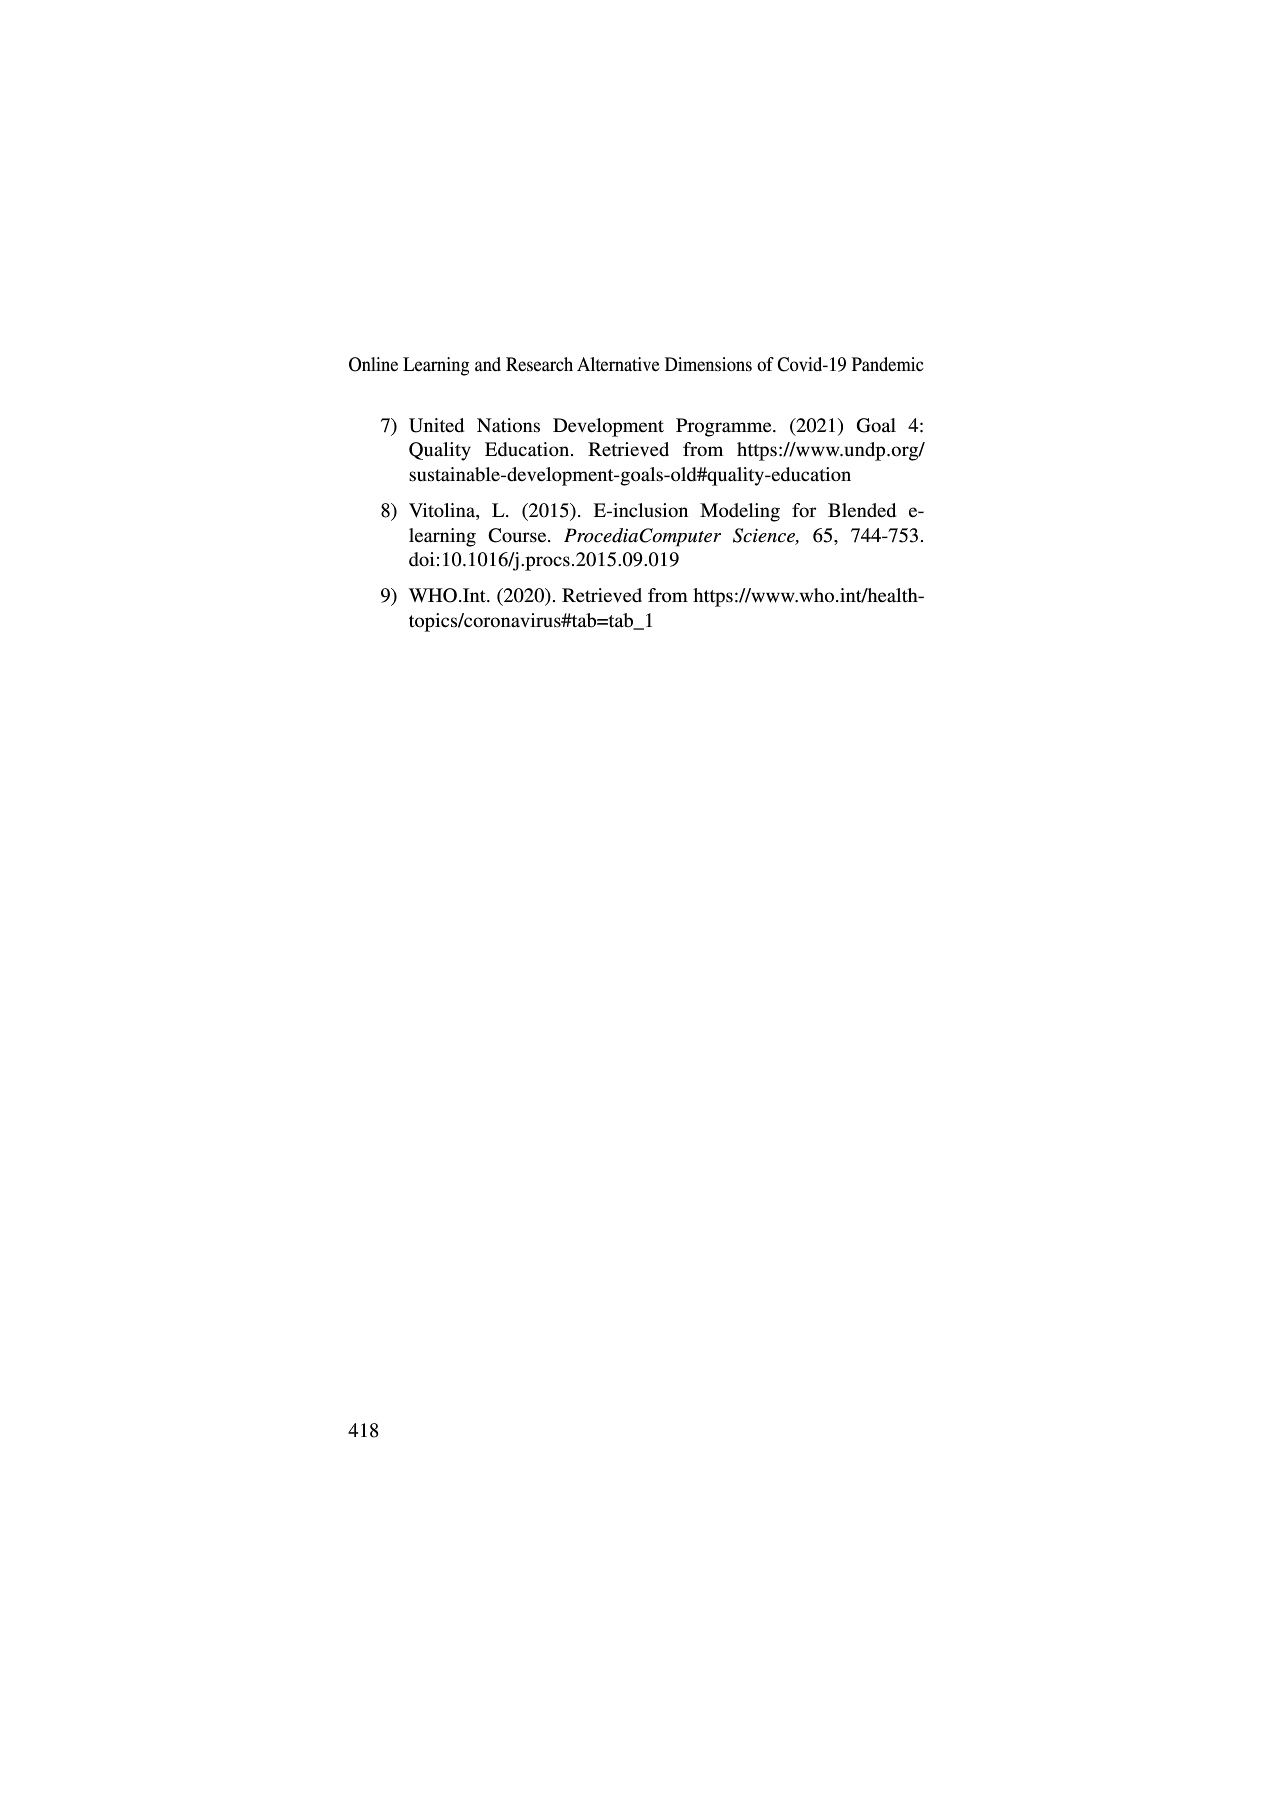 Online Learning and Research Alternative Dimensions of Covid-19 Pandemic
7) United Nations Development Programme. (2021) Goal 4:
Quality Education. Retrieved from https://www.undp.org/
sustainable-development-goals-old#quality-education
8) Vitolina, L. (2015). E-inclusion Modeling for Blended e-
learning Course. ProcediaComputer Science, 65, 744-753.
doi:10.1016/j.procs.2015.09.019
9) WHO.Int. (2020). Retrieved from https://www.who.int/health-
topics/coronavirus#tab=tab_1
418